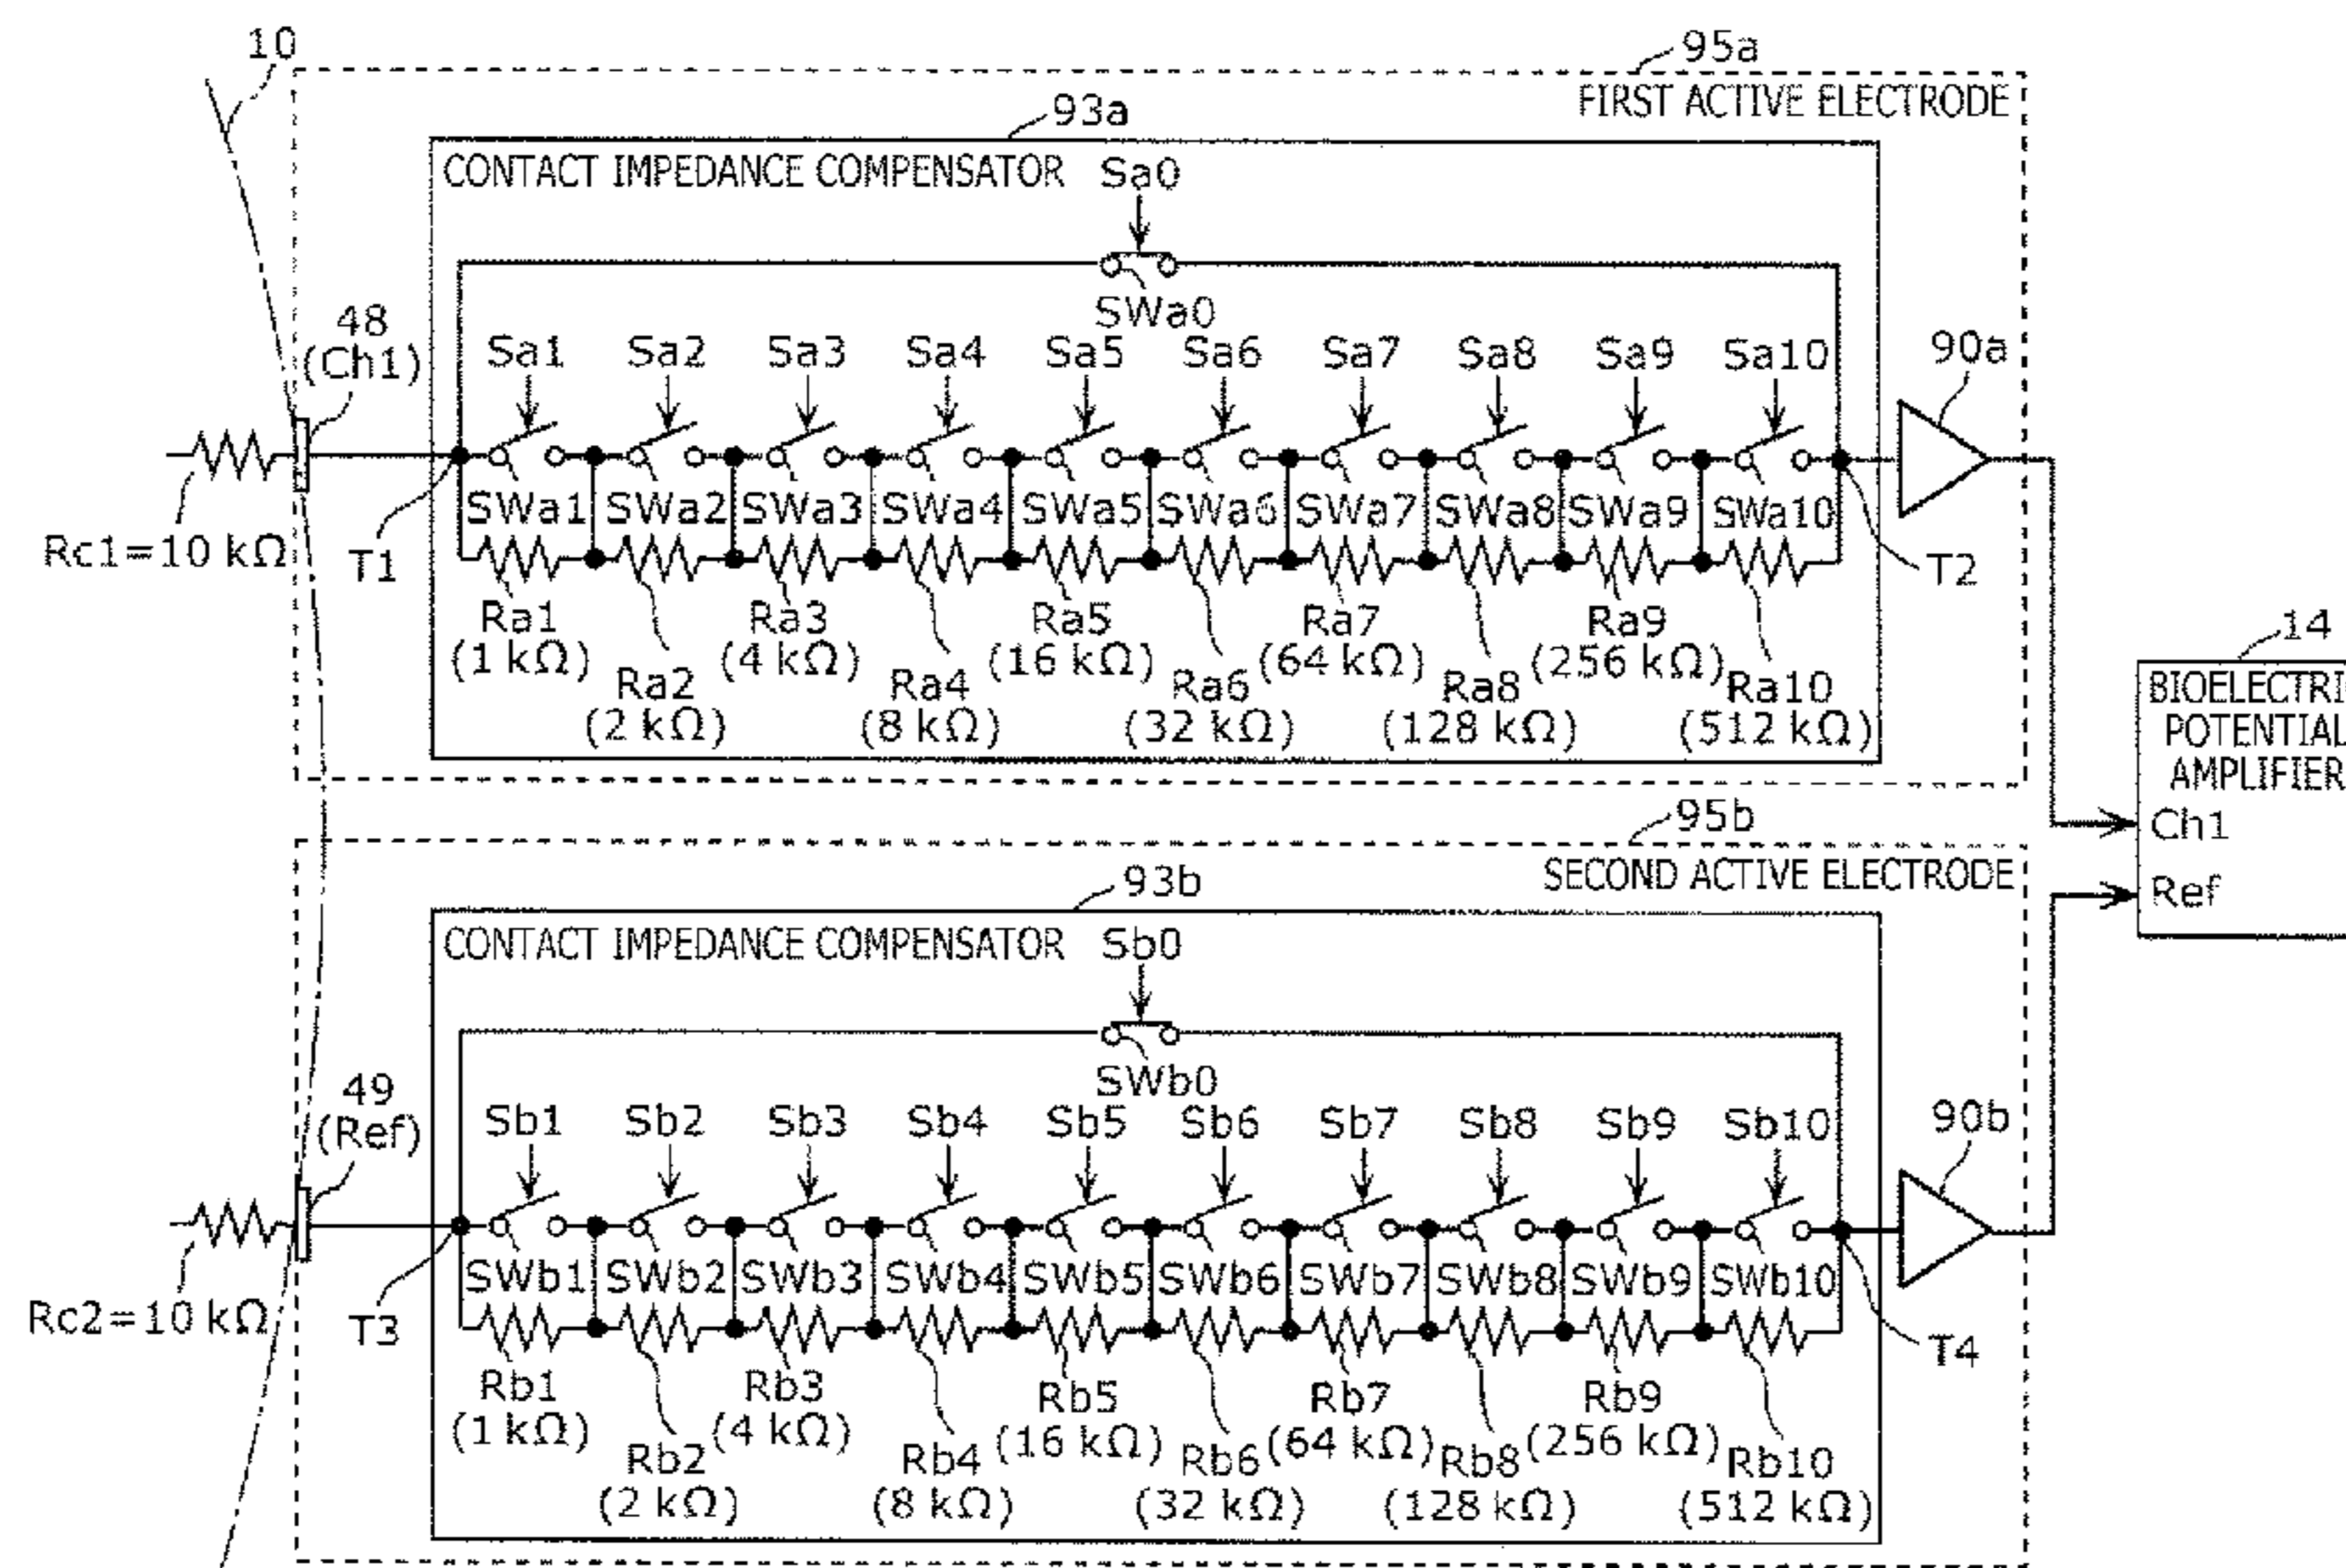 10
95a
FIRST ACTIVE ELECTRODE
93a
CONTACT IMPEDANCE COMPENSATOR
Sa0
SWa0
48
(Ch1)
Sa1 Sa2 Sa3 Sa4 Sa5 Sa6 Sa7 Sa8 Sa9 Sa10
90a
SWa1 SWa2 SWa3 SWa4 SWa5 SWa6 SWa7 SWa8 SWa9 SWa10
Rc1=10 kΩ
T1
T2
Ra1
(1 kΩ)
Ra2
(2 kΩ)
Ra3
(4 kΩ)
Ra4
(8 kΩ)
Ra5
(16 kΩ)
Ra6
(32 kΩ)
Ra7
(64 kΩ)
Ra8
(128 kΩ)
Ra9
(256 kΩ)
Ra10
(512 kΩ)
14
BIOELECTRI
POTENTIAL
AMPLIFIER
Ch1
Ref
95b
SECOND ACTIVE ELECTRODE
93b
CONTACT IMPEDANCE COMPENSATOR
Sb0
SWb0
49
(Ref)
Sb1 Sb2 Sb3 Sb4 Sb5 Sb6 Sb7 Sb8 Sb9 Sb10
90b
SWb1 SWb2 SWb3 SWb4 SWb5 SWb6 SWb7 SWb8 SWb9 SWb10
Rc2=10 kΩ
T3
T4
Rb1
(1 kΩ)
Rb2
(2 kΩ)
Rb3
(4 kΩ)
Rb4
(8 kΩ)
Rb5
(16 kΩ)
Rb6
(32 kΩ)
Rb7
(64 kΩ)
Rb8
(128 kΩ)
Rb9
(256 kΩ)
Rb10
(512 kΩ)